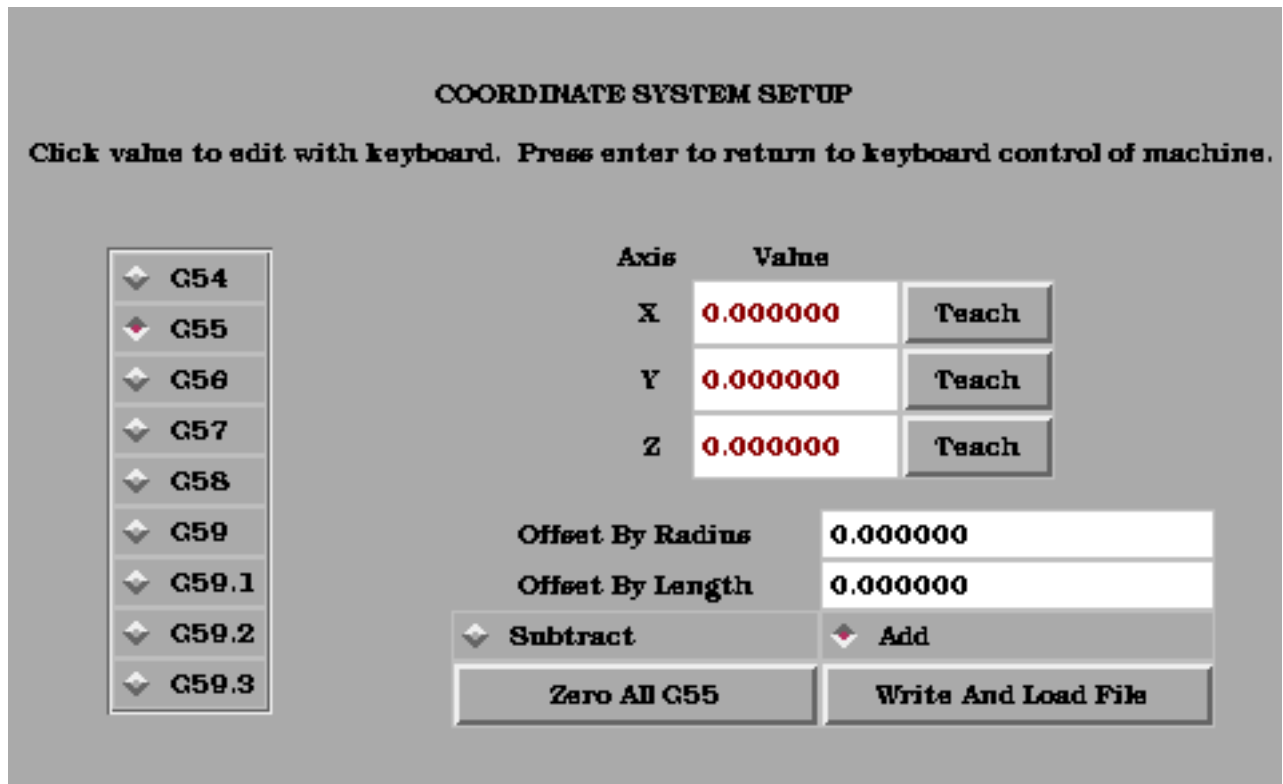 COORDINATE SYSTEM SETUP
Click value to edit with keyboard. Press enter to return to keyboard control of machine.
G54
G55
G56
G57
G58
G59
G59.1
G59.2
G59.3
Axis Value
X 0.000000 Teach
Y 0.000000 Teach
Z 0.000000 Teach
Offset By Radius 0.000000
Offset By Length 0.000000
Subtract Add
Zero All G55 Write And Load File